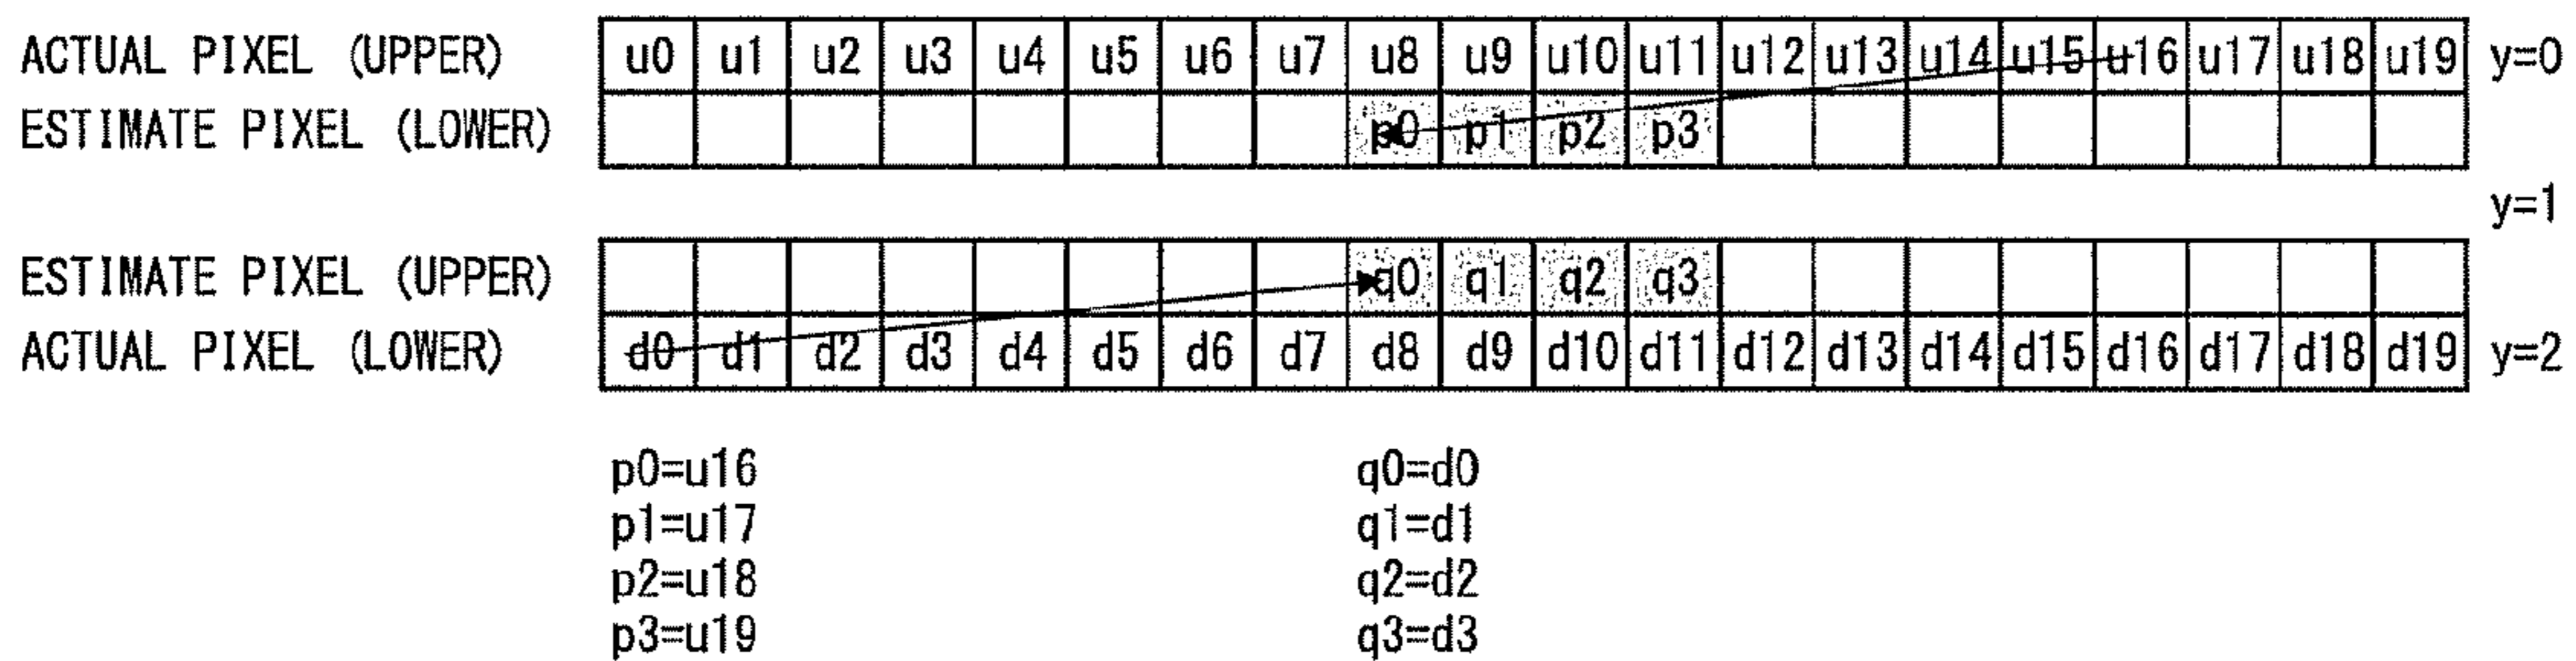 ACTUAL PIXEL (UPPER) u0 u1 u2 u3 u4 u5 u6 u7 u8 u9 u10 u11 u12 u13 u14 u15 u16 u17 u18 u19 y=0
ESTIMATE PIXEL (LOWER) p0 p1 p2 p3
y=1
ESTIMATE PIXEL (UPPER) q0 q1 q2 q3
ACTUAL PIXEL (LOWER) d0 d1 d2 d3 d4 d5 d6 d7 d8 d9 d10 d11 d12 d13 d14 d15 d16 d17 d18 d19 y=2
p0=u16 q0=d0
p1=u17 q1=d1
p2=u18 q2=d2
p3=u19 q3=d3